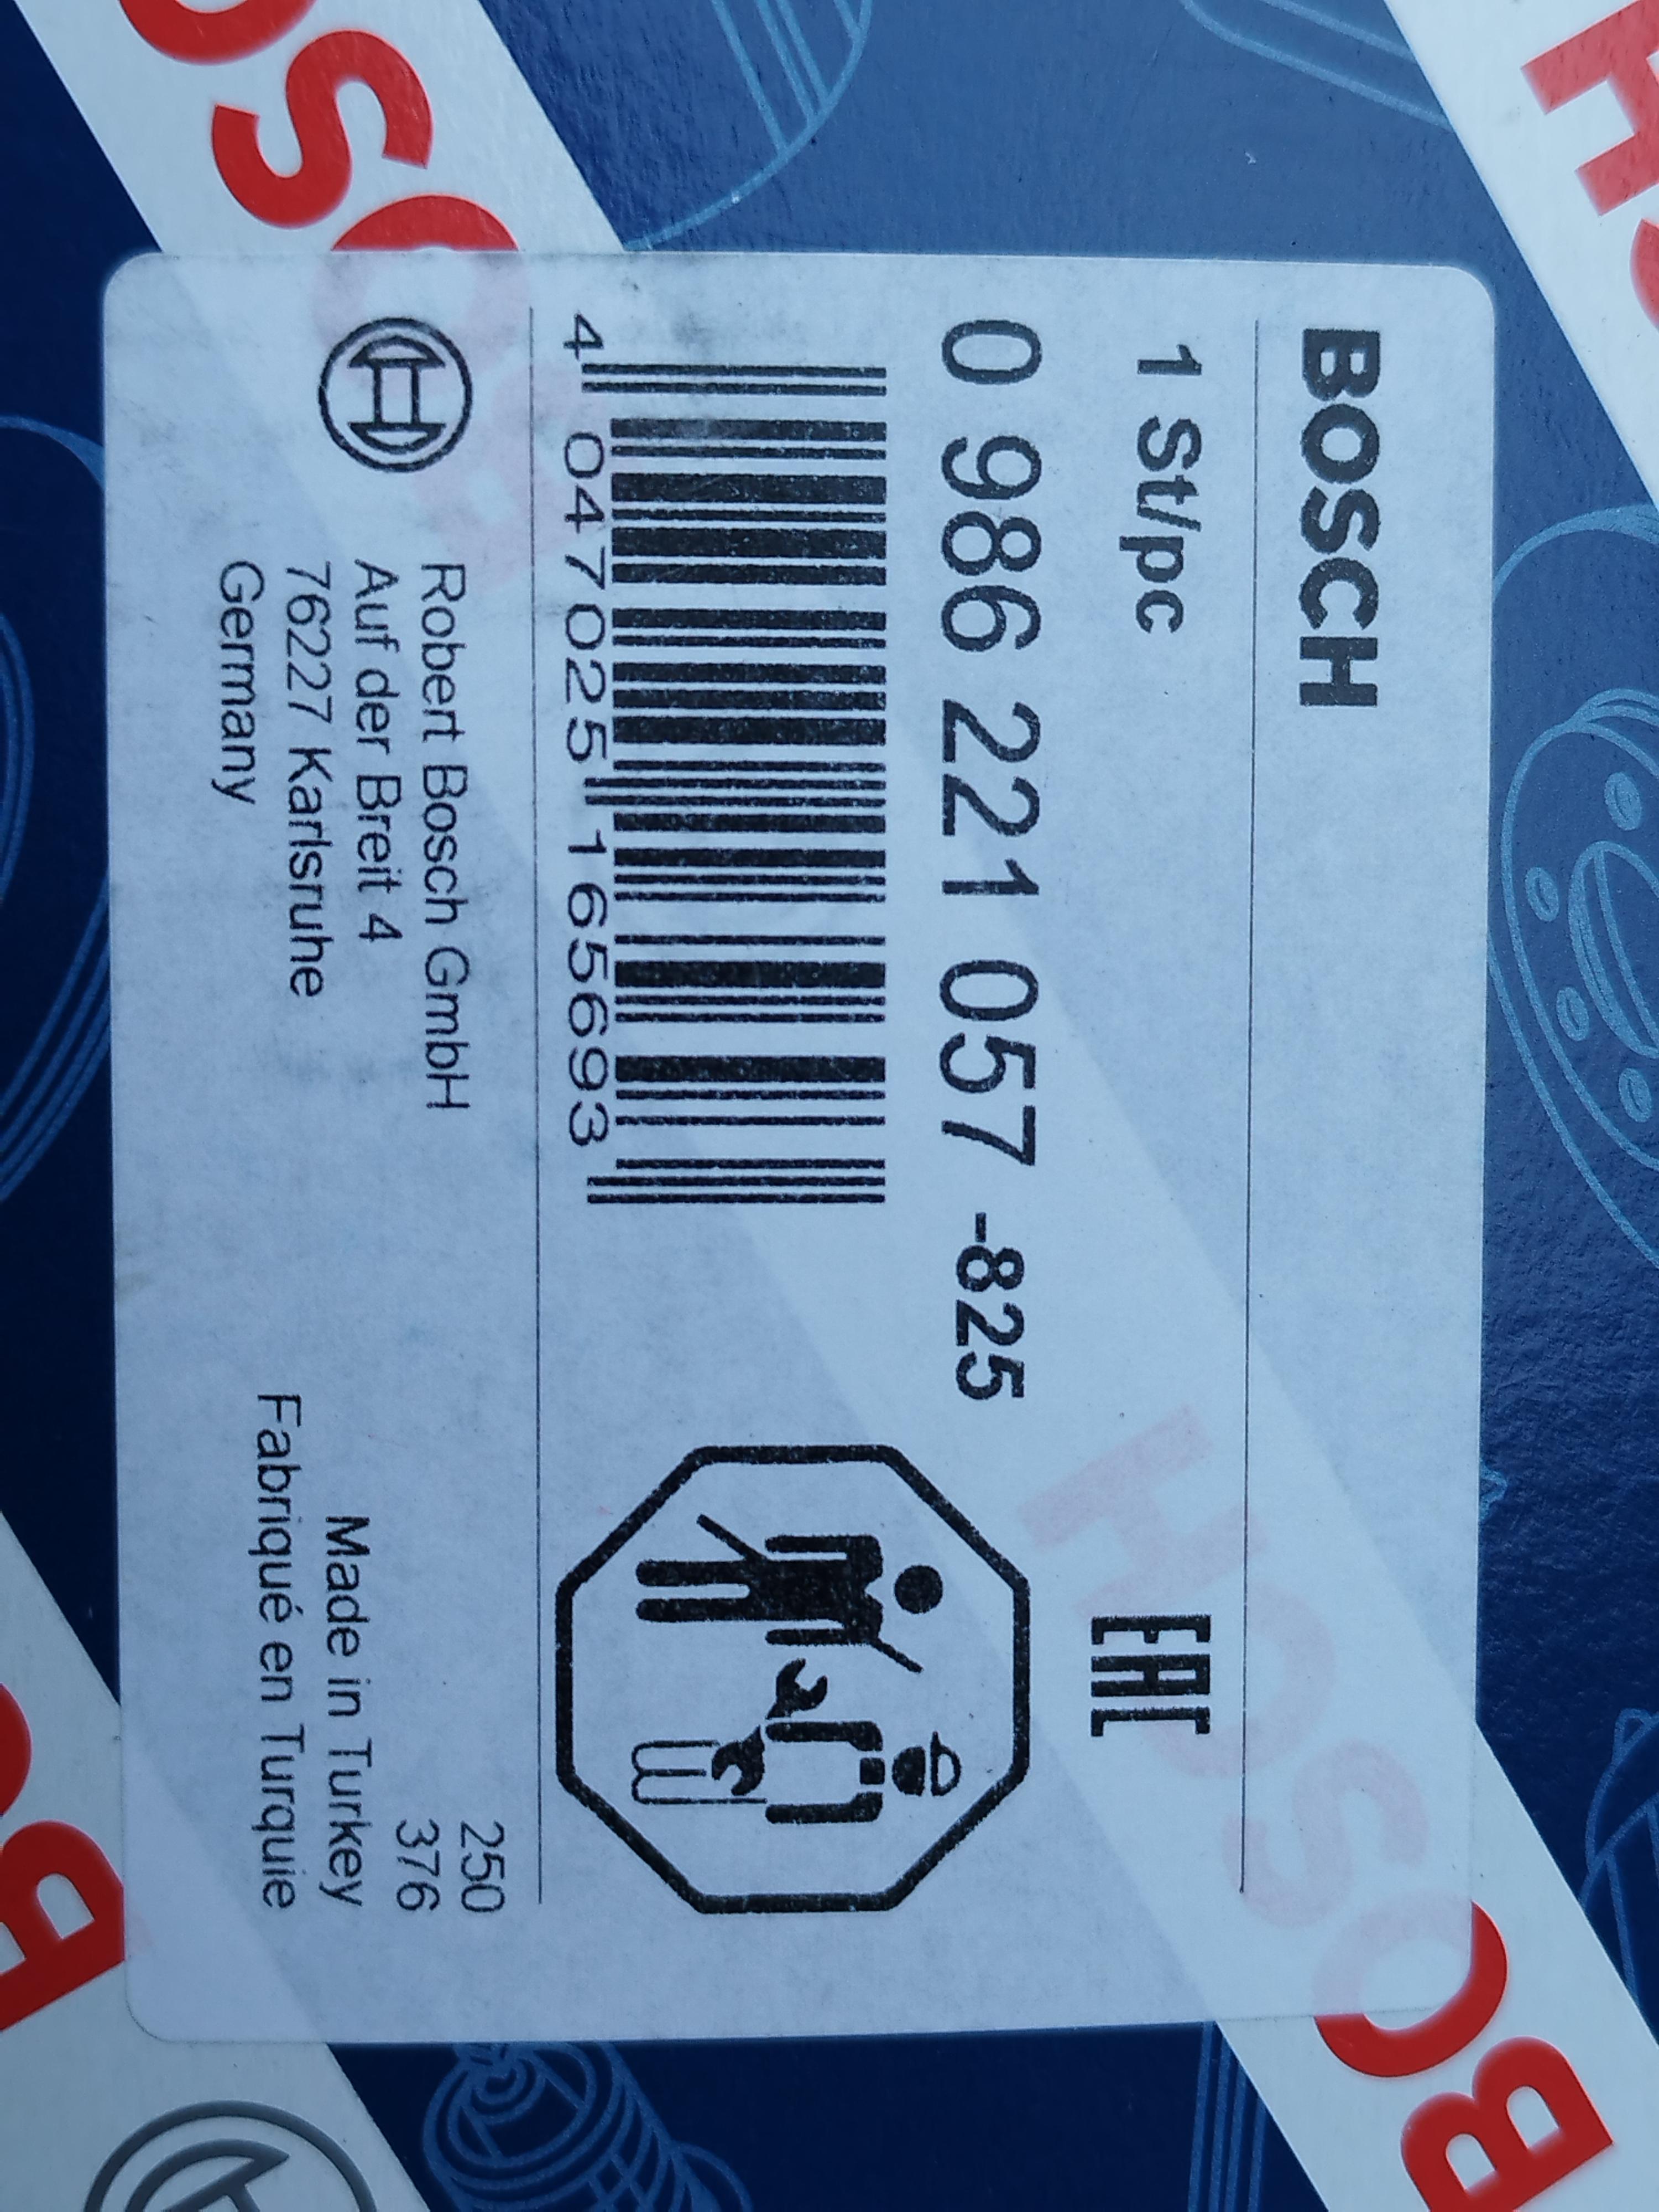 BOSCH
1 St/pc
EAC
0 986 221 057 -825
4 047025 165693
Robert Bosch GmbH
Auf der Breit 4
76227 Karlsruhe
Germany
250
376
Made in Turkey
Fabriqué en Turquie
BOSCH